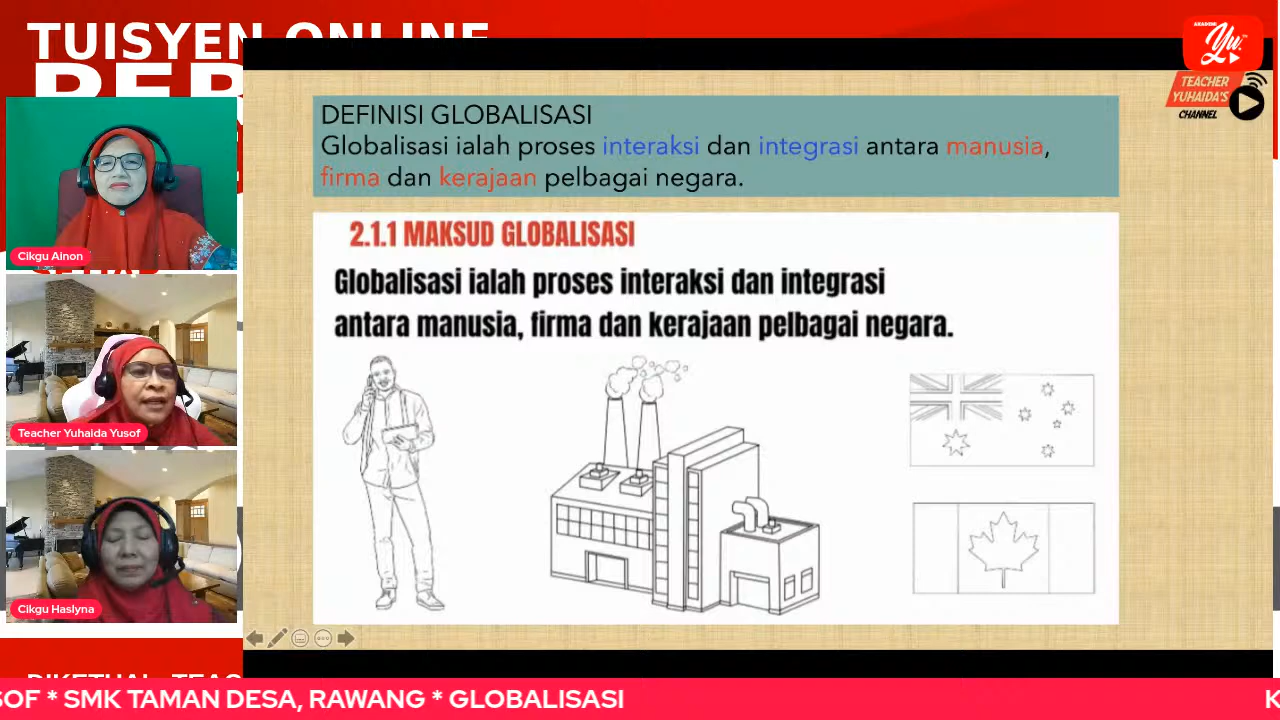 TUISYEN ONLINE
AKADEMI
Yu.
TEACHER
YUHAIDA'S
CHANNEL
DEFINISI GLOBALISASI
Globalisasi ialah proses interaksi dan integrasi antara manusia,
firma dan kerajaan pelbagai negara.
2.1.1 MAKSUD GLOBALISASI
Globalisasi ialah proses interaksi dan integrasi
antara manusia, firma dan kerajaan pelbagai negara.
Cikgu Ainon
Teacher Yuhaida Yusof
Cikgu Haslyna
SOF * SMK TAMAN DESA, RAWANG * GLOBALISASI
K